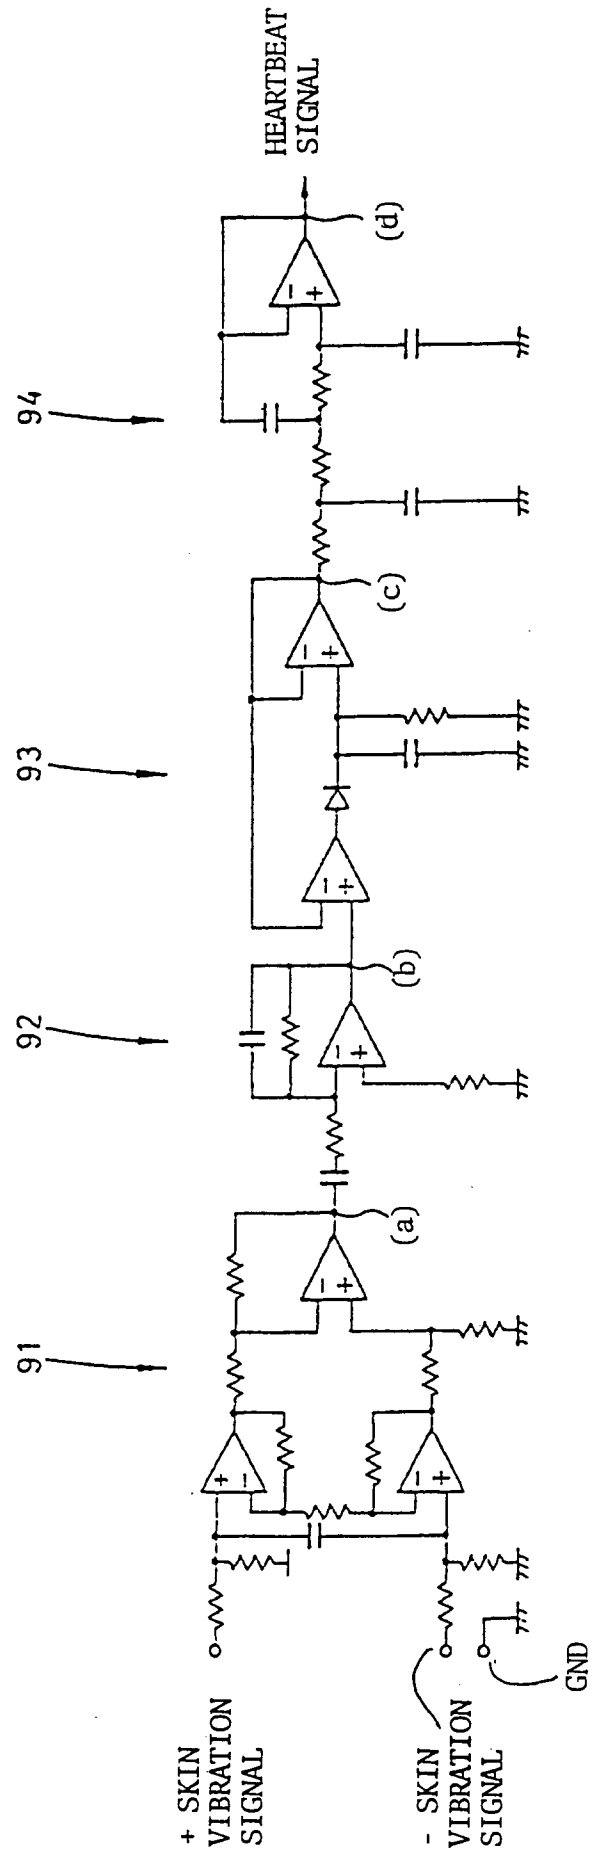 91
92
93
94
+ SKIN
VIBRATION
SIGNAL
- SKIN
VIBRATION
SIGNAL
GND
+
-
-
+
-
+
(a)
-
+
(b)
-
+
-
+
(c)
-
+
(d)
HEARTBEAT
SIGNAL